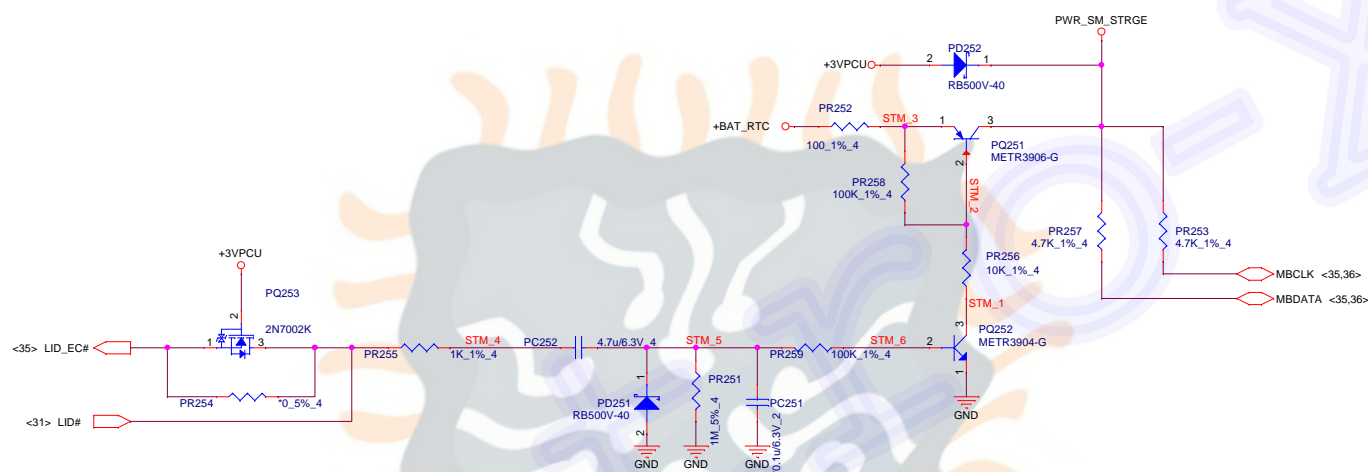 PWR_SM_STRGE
PD252
+3VPCU
2
1
RB500V-40
PR252
+BAT_RTC
STM_3
1
3
100_1%_4
PQ251
METR3906-G
2
PR258
100K_1%_4
STM_2
PR257
4.7K_1%_4
PR253
4.7K_1%_4
+3VPCU
PR256
10K_1%_4
MBCLK <35,36>
PQ253
MBDATA <35,36>
2
STM_1
2N7002K
3
PQ252
METR3904-G
<35> LID_EC#
1
3
STM_4
PC252
4.7u/6.3V_4
STM_5
PR259
STM_6
2
PR255
1K_1%_4
100K_1%_4
1
1
PR251
PR254
*0_5%_4
PD251
RB500V-40
1M_5%_4
PC251
0.1u/6.3V_2
GND
<31> LID#
2
GND
GND
GND